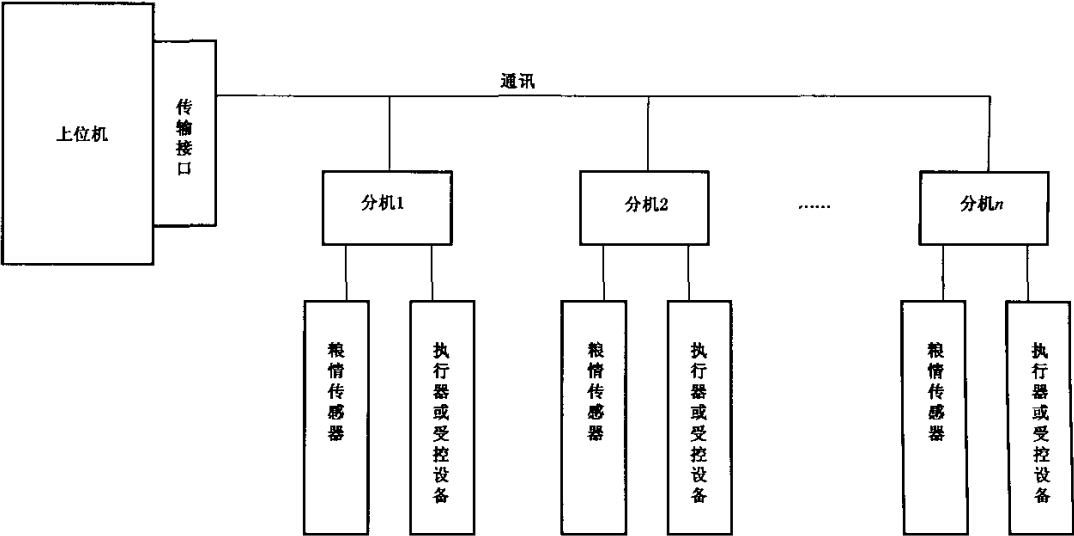 通讯
上位机
传输接口
分机1
分机2
……
分机n
粮情传感器
执行器或受控设备
粮情传感器
执行器或受控设备
粮情传感器
执行器或受控设备